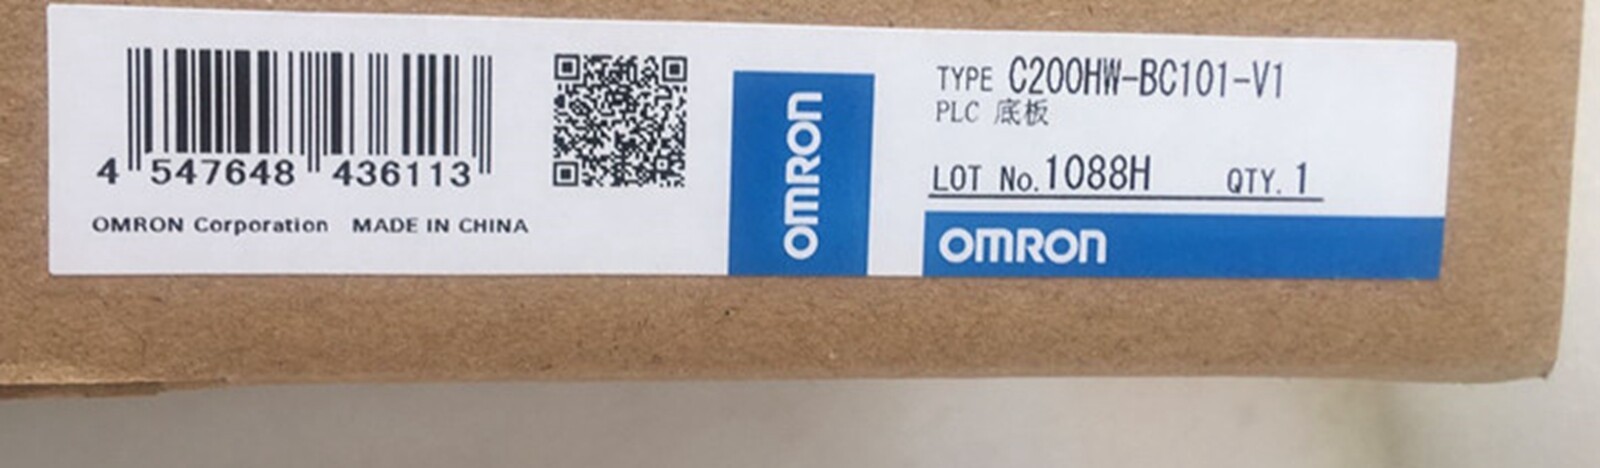 4 547648 436113
OMRON Corporation MADE IN CHINA
OMRON
TYPE C200HW-BC101-V1
PLC 底板
LOT No.1088H QTY.1
OMRON